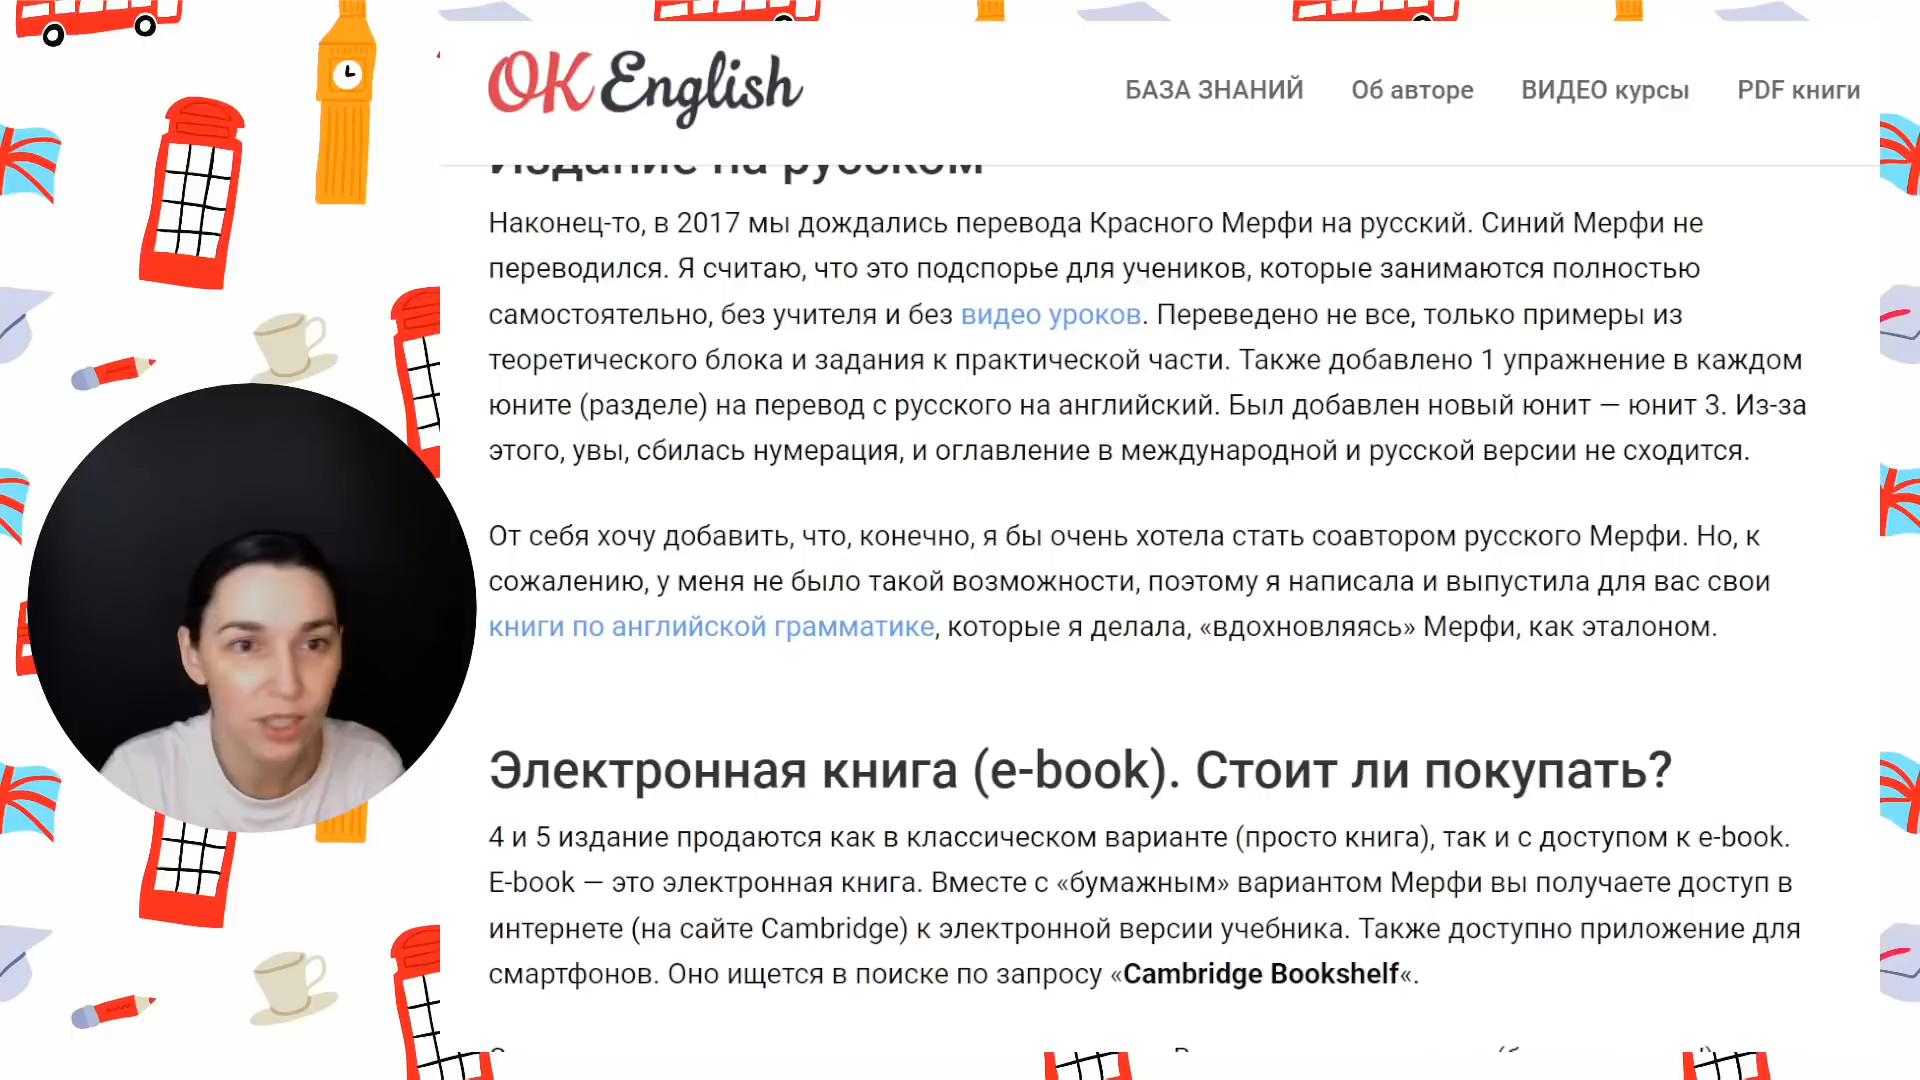 OK English
БАЗА ЗНАНИЙ
Об авторе
ВИДЕО курсы
PDF книги
Издание на русском
Наконец-то, в 2017 мы дождались перевода Красного Мерфи на русский. Синий Мерфи не
переводился. Я считаю, что это подспорье для учеников, которые занимаются полностью
самостоятельно, без учителя и без видео уроков. Переведено не все, только примеры из
теоретического блока и задания к практической части. Также добавлено 1 упражнение в каждом
юните (разделе) на перевод с русского на английский. Был добавлен новый юнит — юнит 3. Из-за
этого, увы, сбилась нумерация, и оглавление в международной и русской версии не сходится.
От себя хочу добавить, что, конечно, я бы очень хотела стать соавтором русского Мерфи. Но, к
сожалению, у меня не было такой возможности, поэтому я написала и выпустила для вас свои
книги по английской грамматике, которые я делала, «вдохновляясь» Мерфи, как эталоном.
Электронная книга (e-book). Стоит ли покупать?
4 и 5 издание продаются как в классическом варианте (просто книга), так и с доступом к e-book.
E-book — это электронная книга. Вместе с «бумажным» вариантом Мерфи вы получаете доступ в
интернете (на сайте Cambridge) к электронной версии учебника. Также доступно приложение для
смартфонов. Оно ищется в поиске по запросу «Cambridge Bookshelf«.